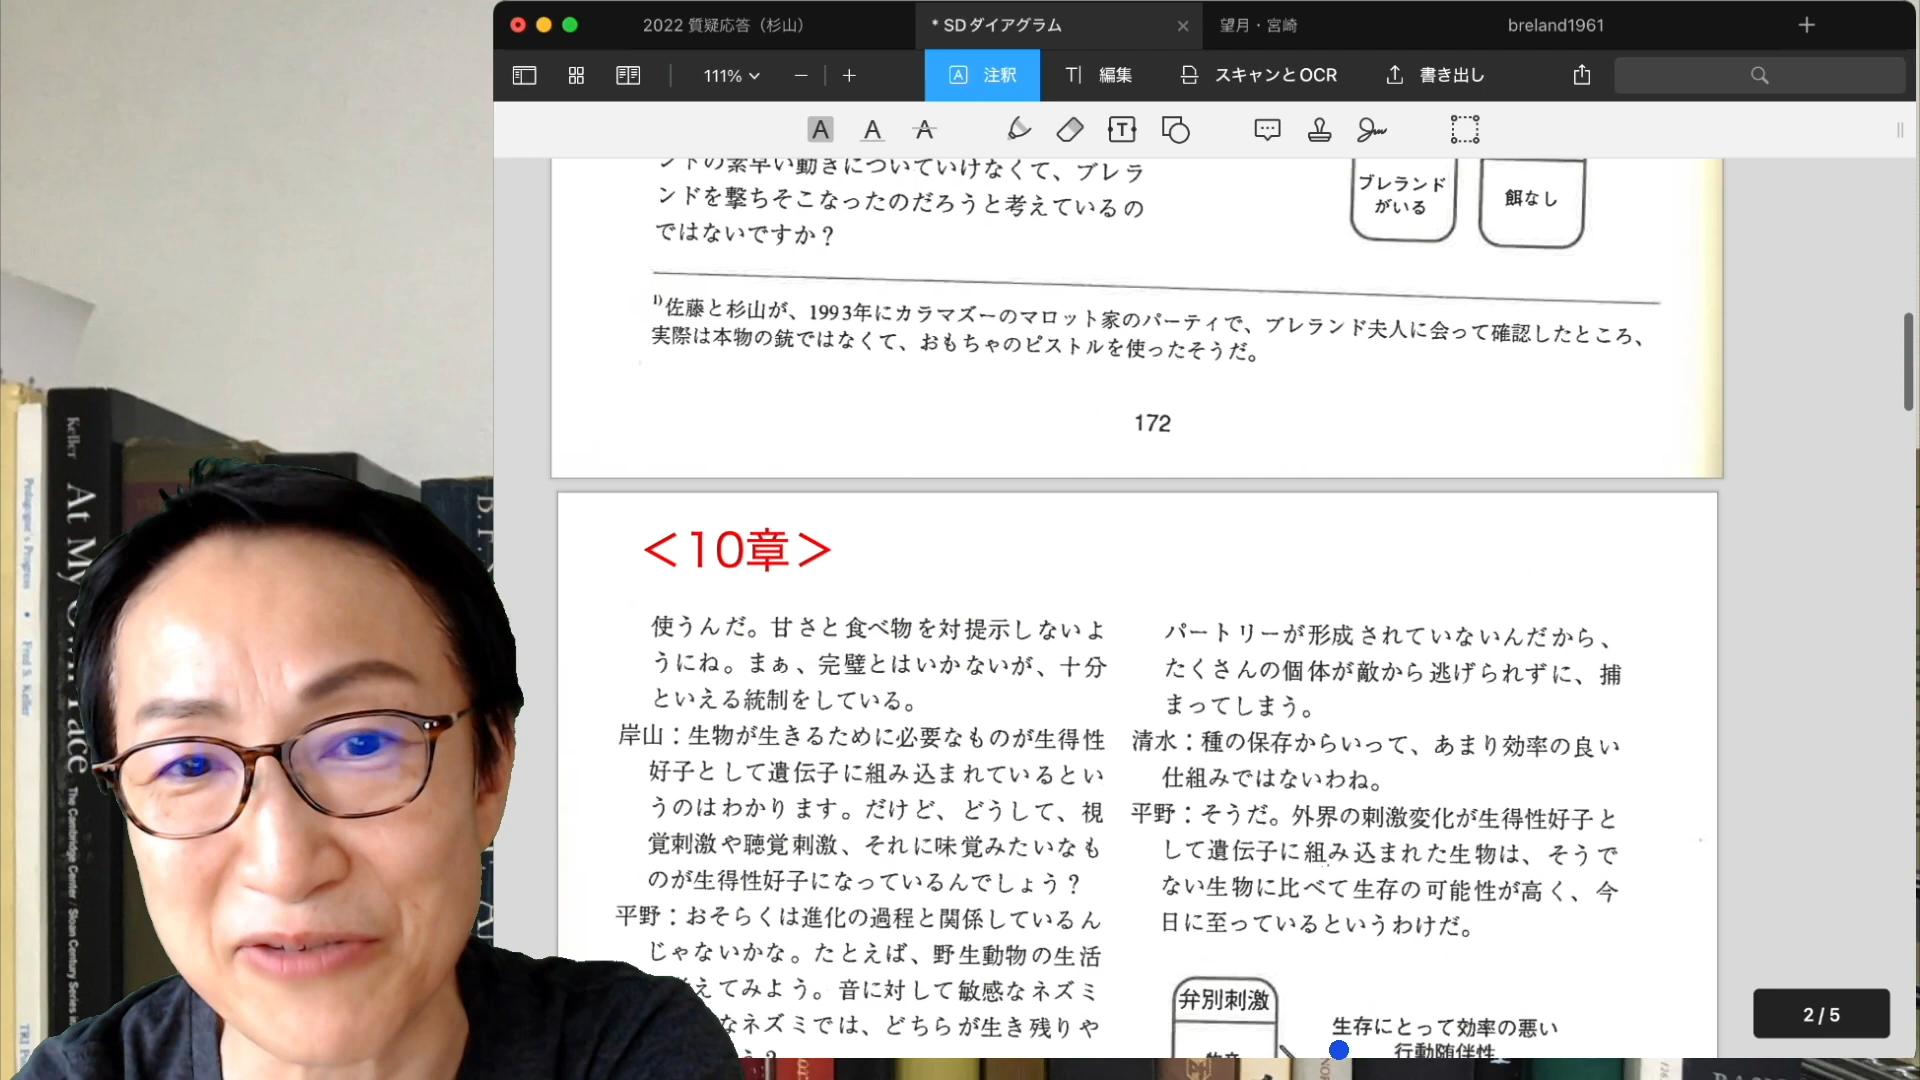 2022 質疑応答（杉山）
* SDダイアグラム
望月・宮崎
breland1961
111%
注釈
編集
スキャンとOCR
書き出し
ンドの素早い動きについていけなくて、ブレラ
ンドを撃ちそこなったのだろうと考えているの
ではないですか？
ブレランド
がいる
餌なし
1)佐藤と杉山が、1993年にカラマズーのマロット家のパーティで、ブレランド夫人に会って確認したところ、
実際は本物の銃ではなくて、おもちゃのピストルを使ったそうだ。
172
＜10章＞
使うんだ。甘さと食べ物を対提示しないよ
うにね。まぁ、完璧とはいかないが、十分
といえる統制をしている。
岸山：生物が生きるために必要なものが生得性
好子として遺伝子に組み込まれているとい
うのはわかります。だけど、どうして、視
覚刺激や聴覚刺激、それに味覚みたいなも
のが生得性好子になっているんでしょう？
平野：おそらくは進化の過程と関係しているん
じゃないかな。たとえば、野生動物の生活
えてみよう。音に対して敏感なネズミ
なネズミでは、どちらが生き残りや
う？
パートリーが形成されていないんだから、
たくさんの個体が敵から逃げられずに、捕
まってしまう。
清水：種の保存からいって、あまり効率の良い
仕組みではないわね。
平野：そうだ。外界の刺激変化が生得性好子と
して遺伝子に組み込まれた生物は、そうで
ない生物に比べて生存の可能性が高く、今
日に至っているというわけだ。
弁別刺激
生存にとって効率の悪い
行動随伴性
2 / 5
Keller
At My Own Pace
The Cambridge Center / Sloan Century Series in
Pedagogue's Progress • Fred S. Keller
TRI